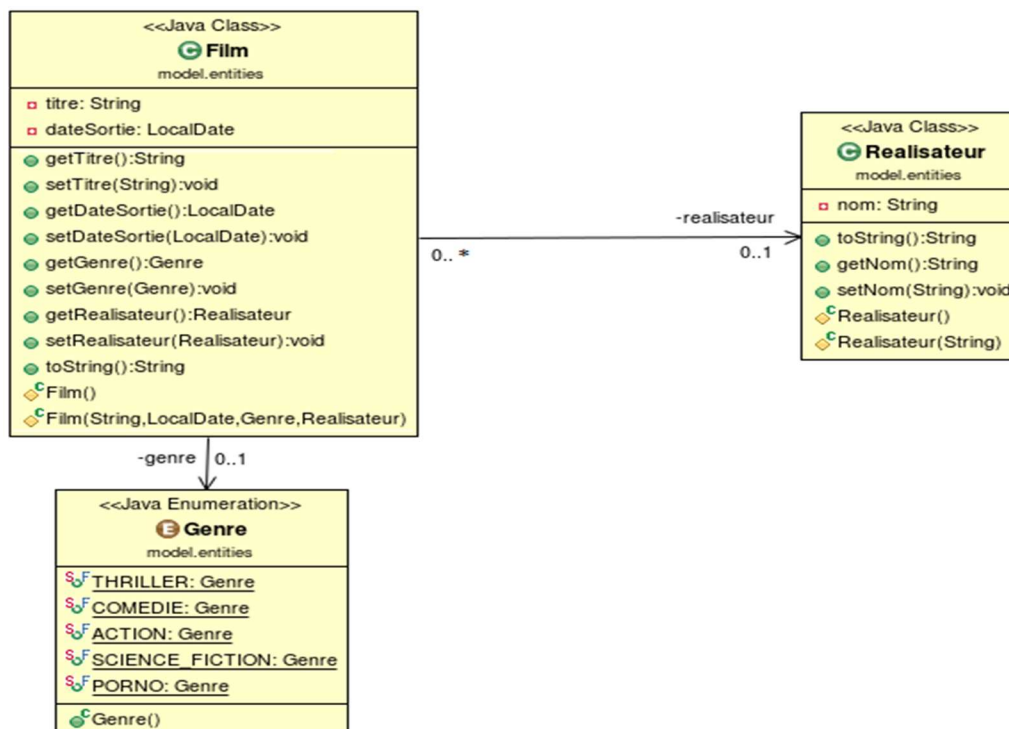 <<Java Class>>
C Film
model.entities
titre: String
dateSortie: LocalDate
getTitre():String
setTitre(String):void
getDateSortie():LocalDate
setDateSortie(LocalDate):void
getGenre():Genre
setGenre(Genre):void
getRealisateur():Realisateur
setRealisateur(Realisateur):void
toString():String
C Film()
C Film(String,LocalDate,Genre,Realisateur)
-realisateur
0.. *
0..1
<<Java Class>>
C Realisateur
model.entities
nom: String
toString():String
getNom():String
setNom(String):void
C Realisateur()
C Realisateur(String)
-genre
0..1
<<Java Enumeration>>
E Genre
model.entities
S F THRILLER: Genre
S F COMEDIE: Genre
S F ACTION: Genre
S F SCIENCE_FICTION: Genre
S F PORNO: Genre
C Genre()